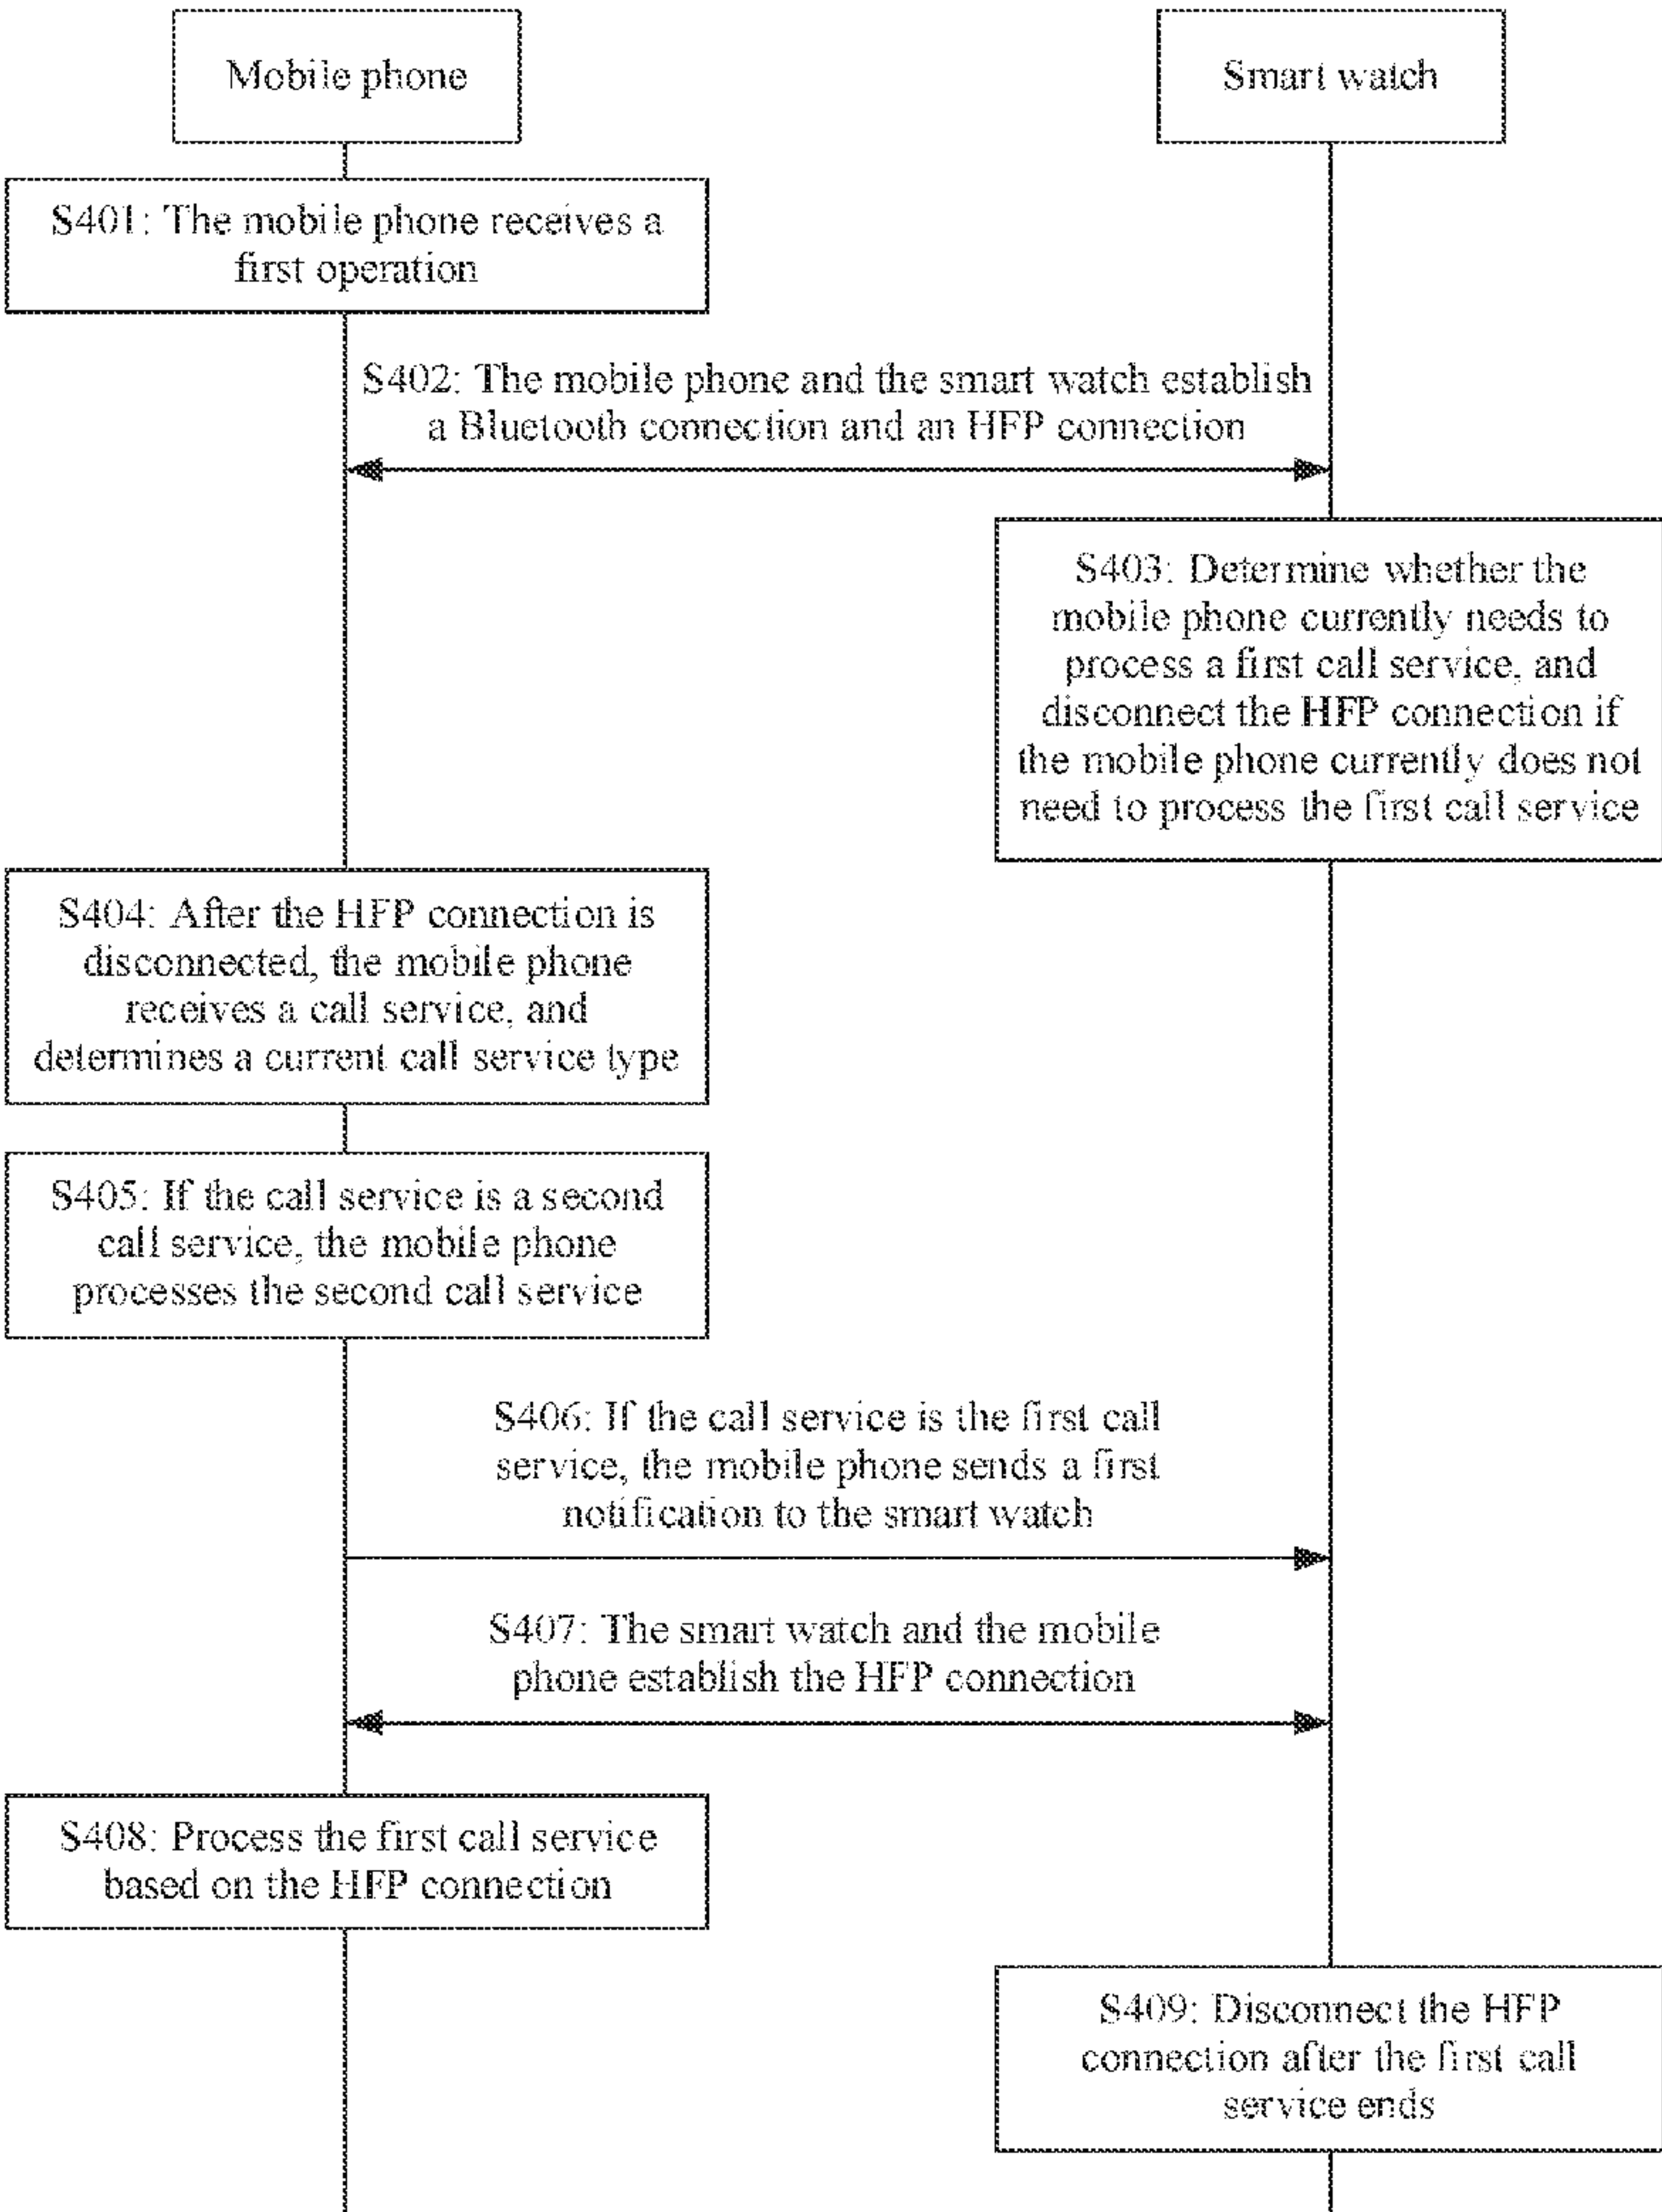 Mobile phone
Smart watch
S401: The mobile phone receives a
first operation
S402: The mobile phone and the smart watch establish
a Bluetooth connection and an HFP connection
S403: Determine whether the
mobile phone currently needs to
process a first call service, and
disconnect the HFP connection if
the mobile phone currently does not
need to process the first call service
S404: After the HFP connection is
disconnected, the mobile phone
receives a call service, and
determines a current call service type
S405: If the call service is a second
call service, the mobile phone
processes the second call service
S406: If the call service is the first call
service, the mobile phone sends a first
notification to the smart watch
S407: The smart watch and the mobile
phone establish the HFP connection
S408: Process the first call service
based on the HFP connection
S409: Disconnect the HFP
connection after the first call
service ends